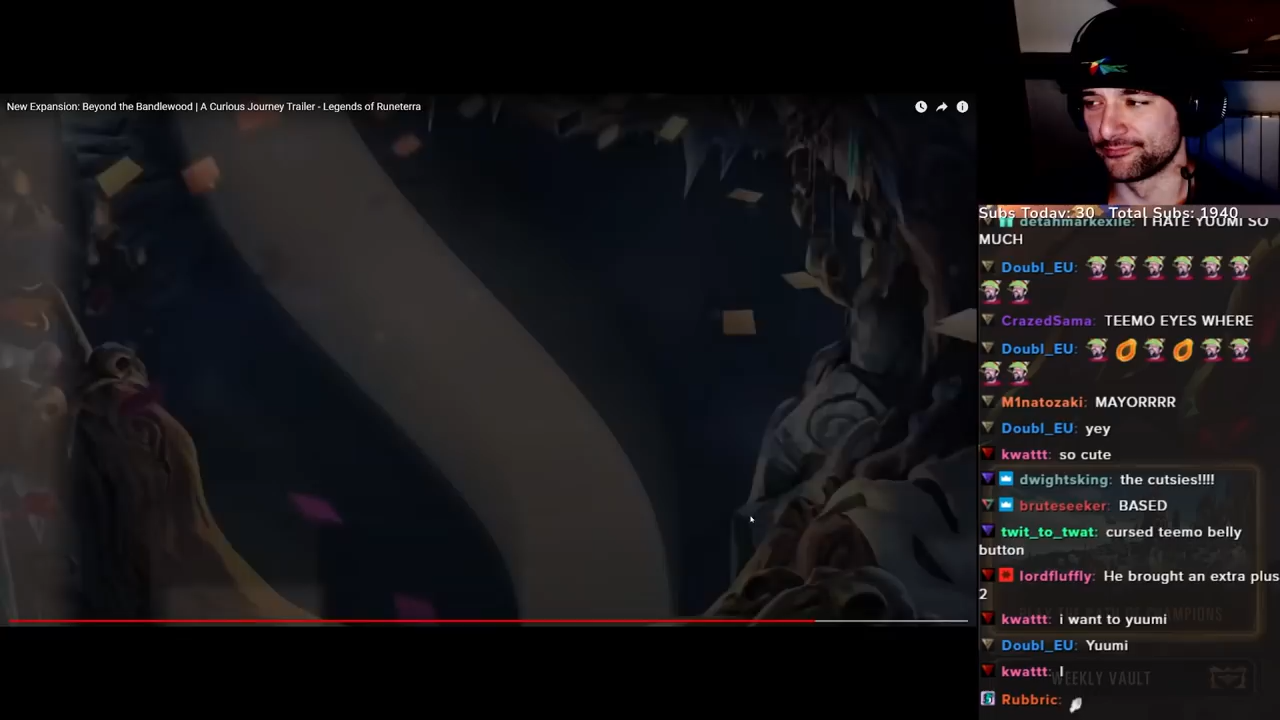 New Expansion: Beyond the Bandlewood | A Curious Journey Trailer - Legends of Runeterra
Subs Today: 30 Total Subs: 1940
detahmarkexile: I HATE YUUMI SO
MUCH
Doubl_EU:
CrazedSama: TEEMO EYES WHERE
Doubl_EU:
M1natozaki: MAYORRRR
Doubl_EU: yey
kwattt: so cute
dwightsking: the cutsies!!!!
bruteseeker: BASED
twit_to_twat: cursed teemo belly
button
lordfluffly: He brought an extra plus
2
kwattt: i want to yuumi
Doubl_EU: Yuumi
kwattt: I
WEEKLY VAULT
Rubbric: